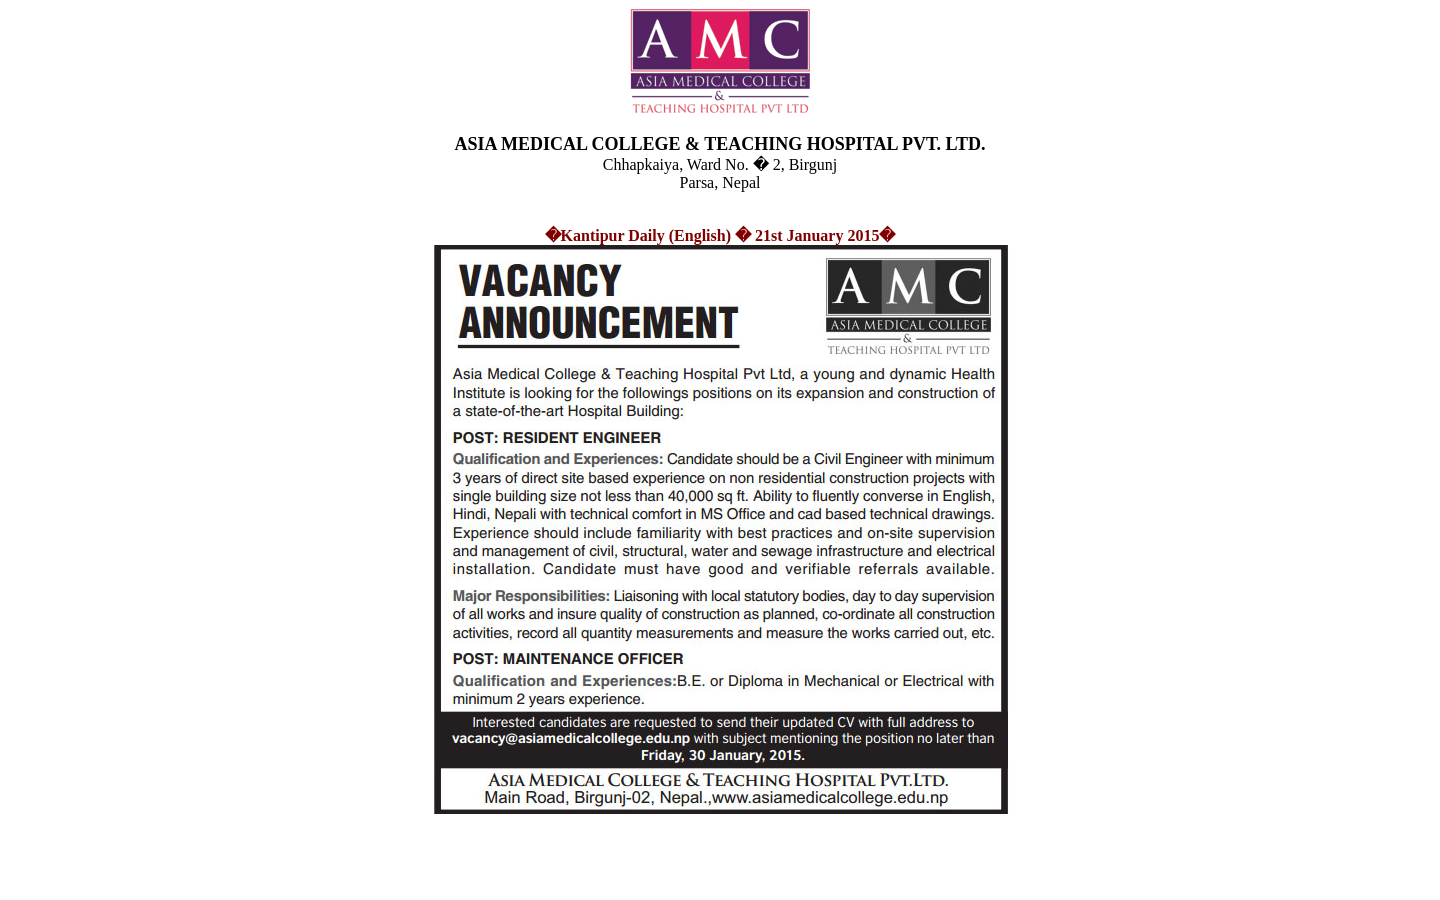 AMC
ASIA MEDICAL COLLEGE
&
TEACHING HOSPITAL PVT LTD
ASIA MEDICAL COLLEGE & TEACHING HOSPITAL PVT. LTD.
Chhapkaiya, Ward No. � 2, Birgunj
Parsa, Nepal
�Kantipur Daily (English) � 21st January 2015�
VACANCY
ANNOUNCEMENT
AMC
ASIA MEDICAL COLLEGE
&
TEACHING HOSPITAL PVT LTD
Asia Medical College & Teaching Hospital Pvt Ltd, a young and dynamic Health
Institute is looking for the followings positions on its expansion and construction of
a state-of-the-art Hospital Building:
POST: RESIDENT ENGINEER
Qualification and Experiences: Candidate should be a Civil Engineer with minimum
3 years of direct site based experience on non residential construction projects with
single building size not less than 40,000 sq ft. Ability to fluently converse in English,
Hindi, Nepali with technical comfort in MS Office and cad based technical drawings.
Experience should include familiarity with best practices and on-site supervision
and management of civil, structural, water and sewage infrastructure and electrical
installation. Candidate must have good and verifiable referrals available.
Major Responsibilities: Liaisoning with local statutory bodies, day to day supervision
of all works and insure quality of construction as planned, co-ordinate all construction
activities, record all quantity measurements and measure the works carried out, etc.
POST: MAINTENANCE OFFICER
Qualification and Experiences:B.E. or Diploma in Mechanical or Electrical with
minimum 2 years experience.
Interested candidates are requested to send their updated CV with full address to
vacancy@asiamedicalcollege.edu.np with subject mentioning the position no later than
Friday, 30 January, 2015.
ASIA MEDICAL COLLEGE & TEACHING HOSPITAL PVT.LTD.
Main Road, Birgunj-02, Nepal.,www.asiamedicalcollege.edu.np